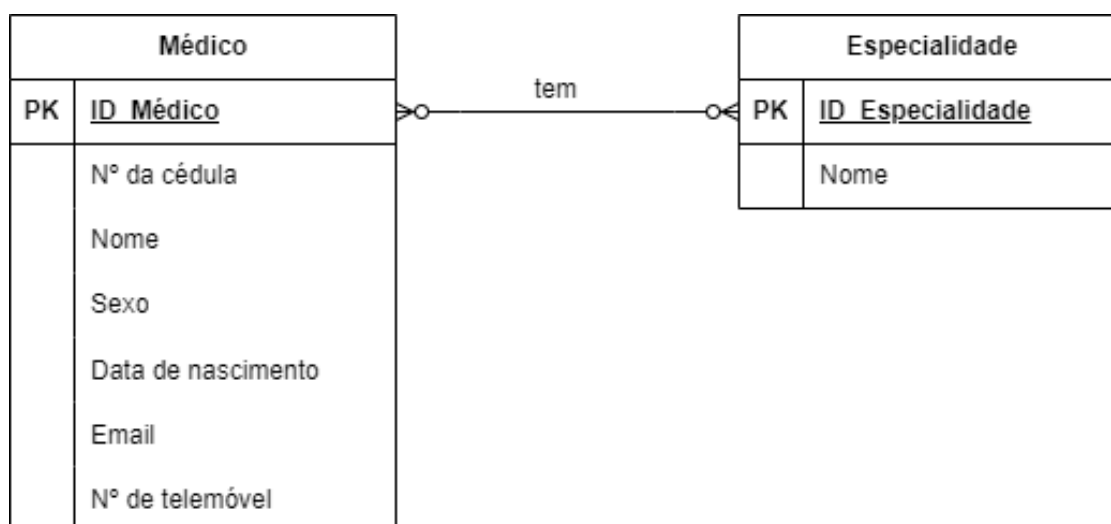 Médico
PK ID_Médico
Nº da cédula
Nome
Sexo
Data de nascimento
Email
Nº de telemóvel
tem
Especialidade
PK ID_Especialidade
Nome